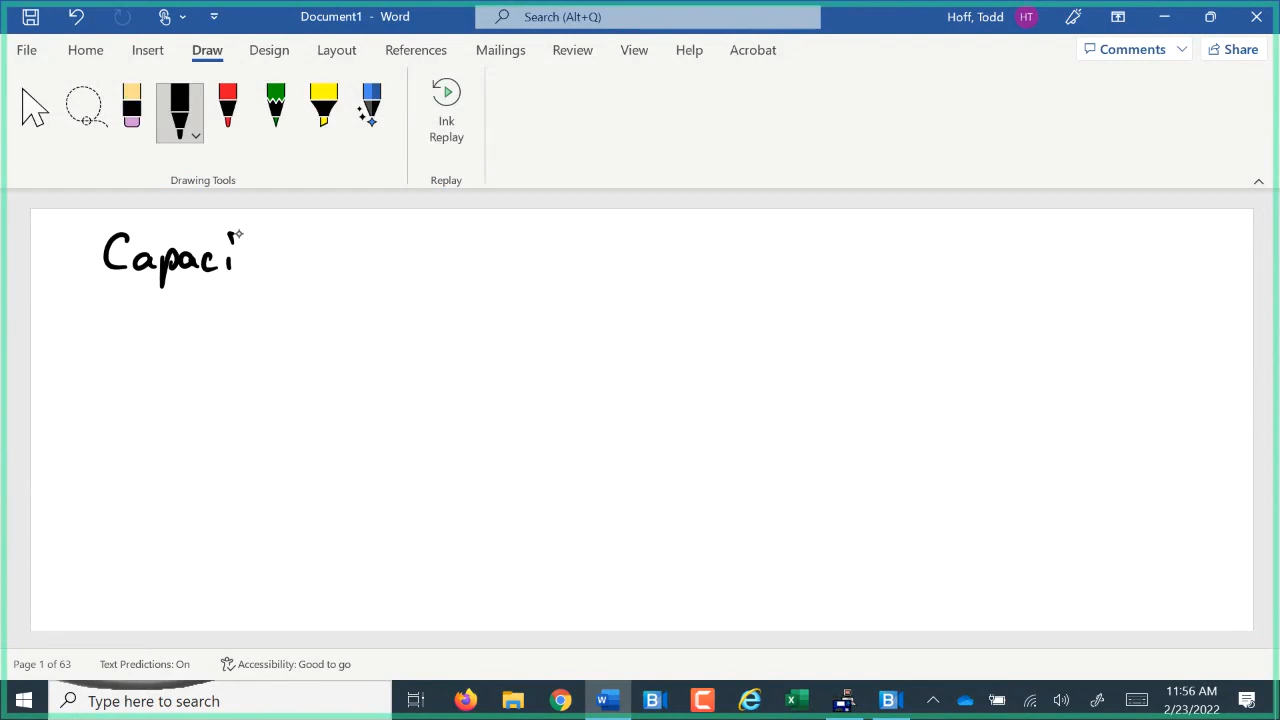 Document1 - Word
Search (Alt+Q)
Hoff, Todd
HT
File Home Insert Draw Design Layout References Mailings Review View Help Acrobat
Comments
Share
Ink
Replay
Drawing Tools
Replay
Capaci
Page 1 of 63
Text Predictions: On
Accessibility: Good to go
Type here to search
11:56 AM
2/23/2022